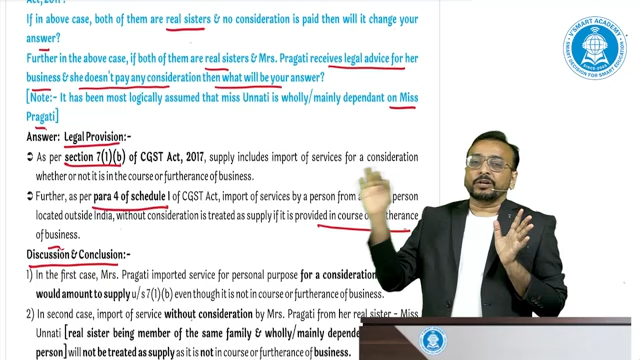 Act, 2017?
If in above case, both of them are real sisters & no consideration is paid then will it change your
answer?
Further in the above case, if both of them are real sisters & Mrs. Pragati receives legal advice for her
business & she doesn't pay any consideration then what will be your answer?
[Note:- It has been most logically assumed that miss Unnati is wholly/mainly dependant on Miss
Pragati]
Answer: Legal Provision:-
As per section 7(1)(b) of CGST Act, 2017, supply includes import of services for a consideration
whether or not it is in the course or furtherance of business.
Further, as per para 4 of schedule I of CGST Act, import of services by a person from a person
located outside India, without consideration is treated as supply if it is provided in course or furtherance
of business.
Discussion & Conclusion:-
1) In the first case, Mrs. Pragati imported service for personal purpose for a consideration
would amount to supply u/s 7(1)(b) even though it is not in course or furtherance of business.
2) In second case, import of service without consideration by Mrs. Pragati from her real sister - Miss
Unnati [real sister being member of the same family & wholly/mainly
person] will not be treated as supply as it is not in course or furtherance of business.
V SMART ACADEMY